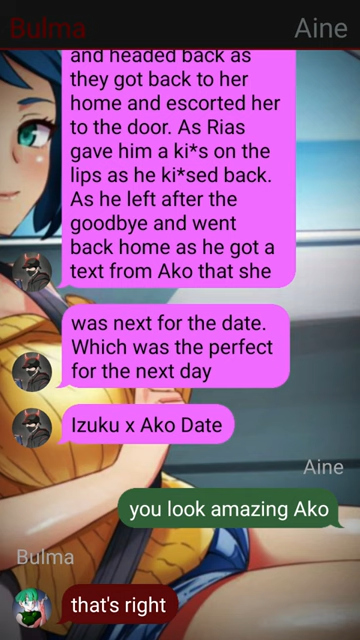 Bulma
Aine
and headed back as
they got back to her
home and escorted her
to the door. As Rias
gave him a ki*s on the
lips as he ki*sed back.
As he left after the
goodbye and went
back home as he got a
text from Ako that she
was next for the date.
Which was the perfect
for the next day
Izuku x Ako Date
Aine
you look amazing Ako
Bulma
that's right